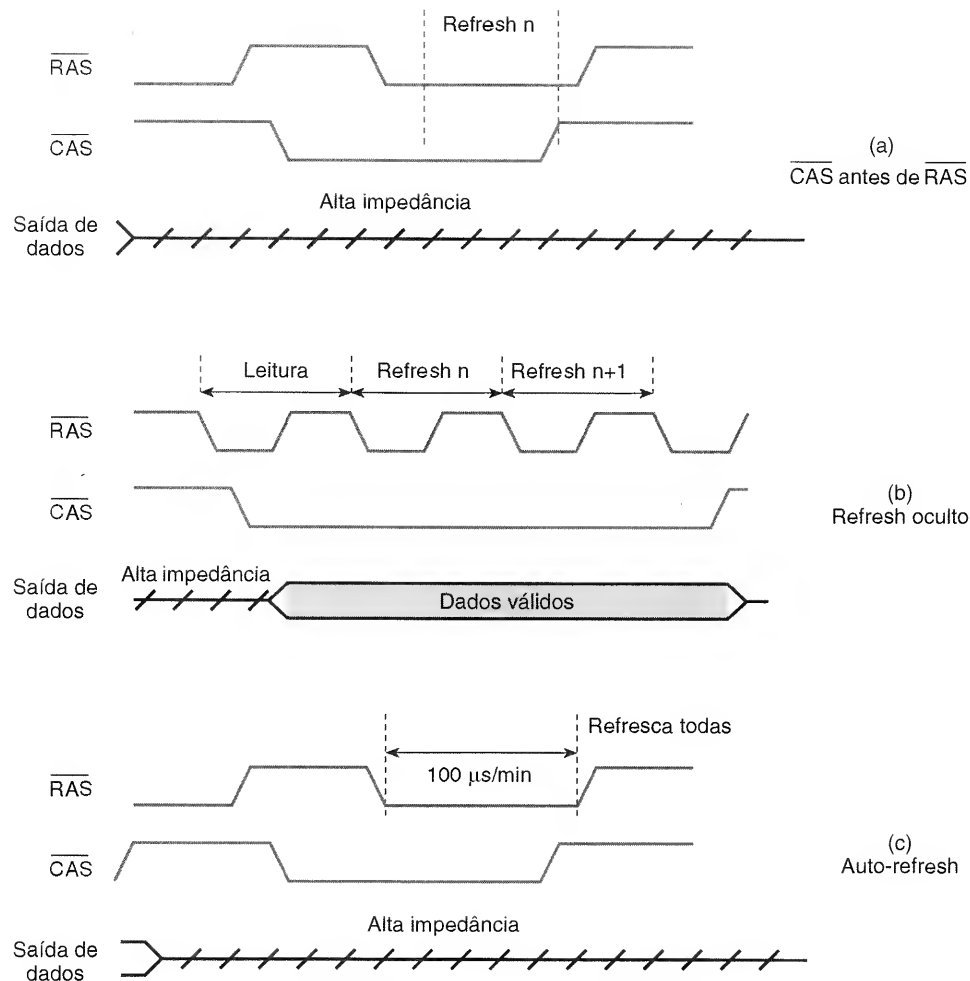 Refresh n
RAS
CAS
(a)
CAS antes de RAS
Alta impedância
Saída de
dados
Leitura
Refresh n
Refresh n+1
RAS
CAS
(b)
Refresh oculto
Alta impedância
Saída de
dados
Dados válidos
Refresca todas
100 μs/min
RAS
CAS
(c)
Auto-refresh
Alta impedância
Saída de
dados